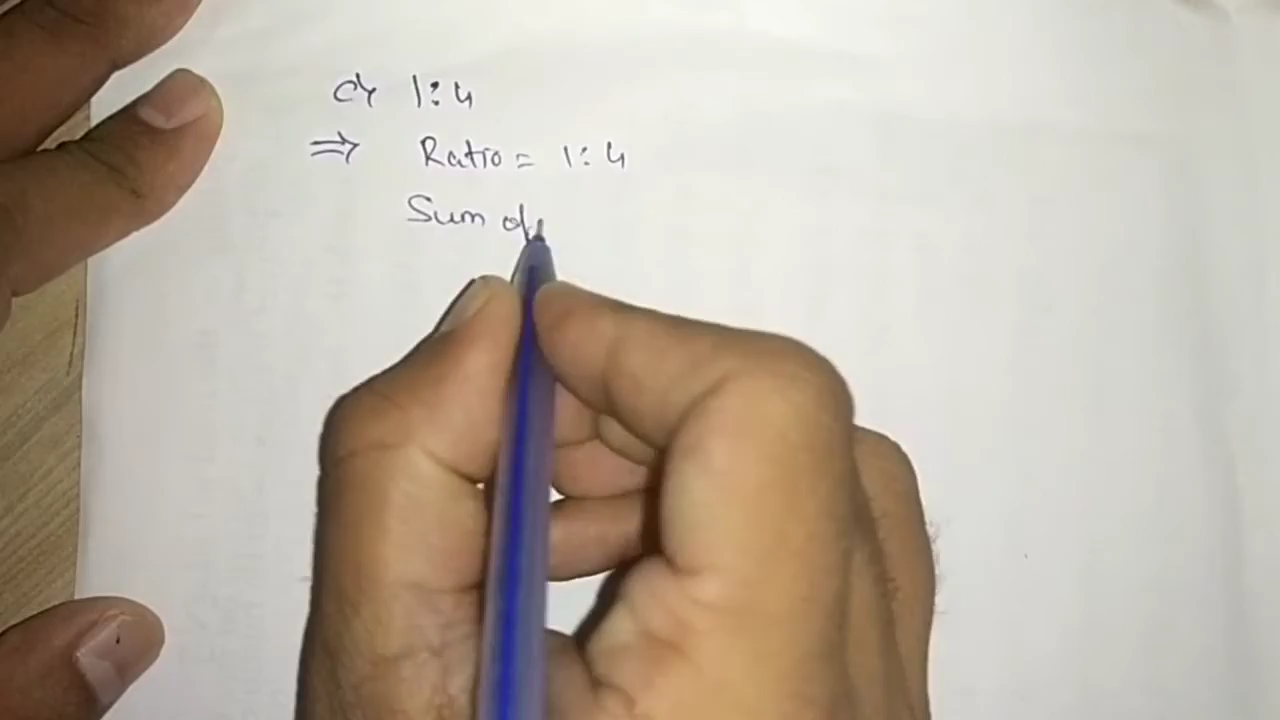 c) 1:4
⇒ Ratio = 1:4
Sum of